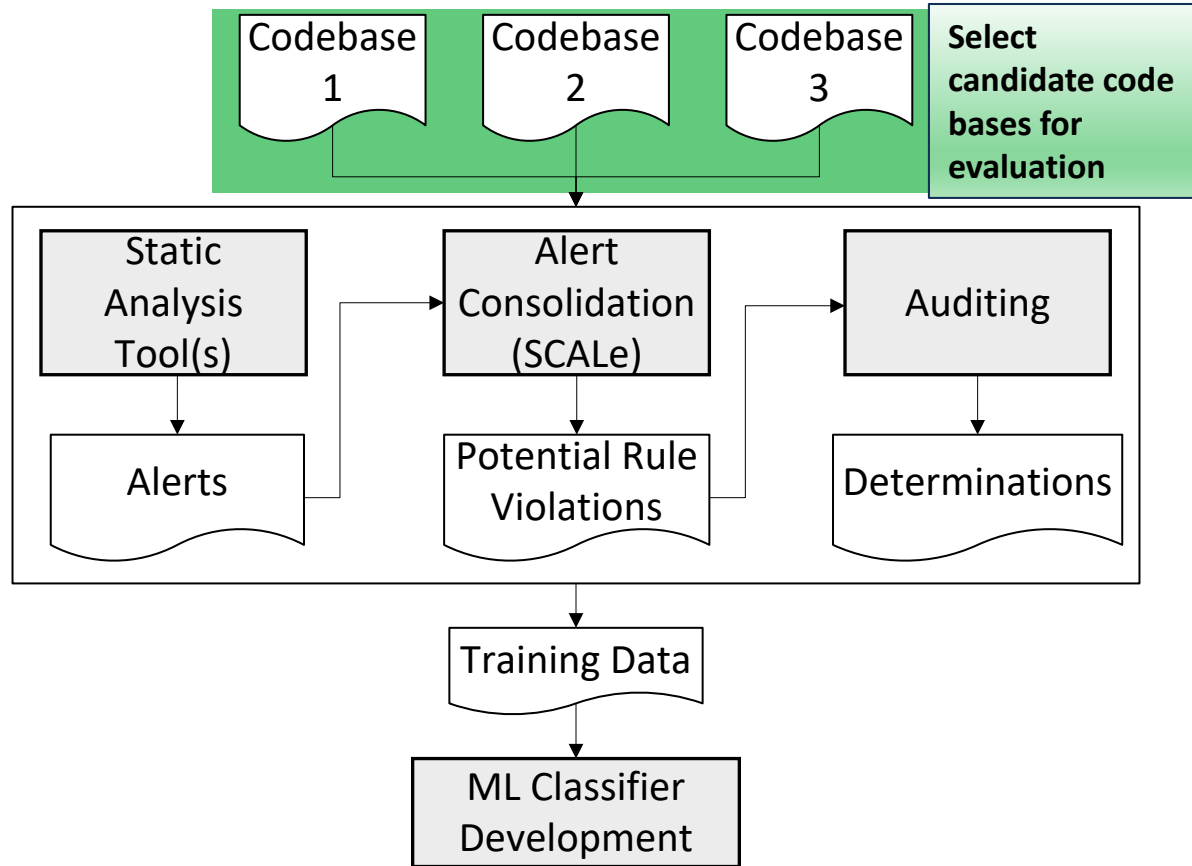 Codebase
1
Codebase
2
Codebase
3
Select
candidate code
bases for
evaluation
Static
Analysis
Tool(s)
Alert
Consolidation
(SCALe)
Auditing
Alerts
Potential Rule
Violations
Determinations
Training Data
ML Classifier
Development